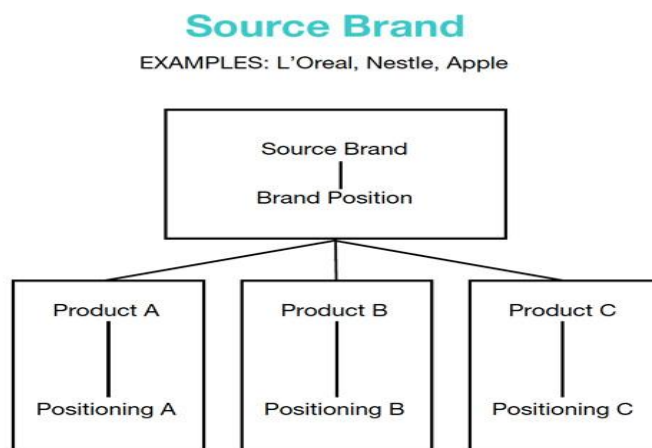 Source Brand
EXAMPLES: L'Oreal, Nestle, Apple
Source Brand
Brand Position
Product A
Positioning A
Product B
Positioning B
Product C
Positioning C